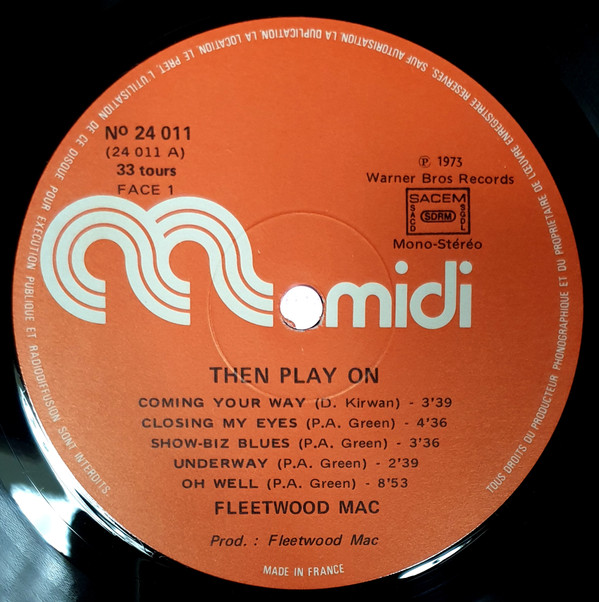 TOUS DROITS DU PRODUCTEUR PHONOGRAPHIQUE ET DU PROPRIETAIRE DE L'ŒUVRE ENREGISTREE RESERVES. SAUF AUTORISATION, LA DUPLICATION, LA LOCATION, LE PRET, L'UTILISATION DE CE DISQUE POUR EXECUTION PUBLIQUE ET RADIODIFFUSION SONT INTERDITS.
Nº 24 011
(24 011 A)
33 tours
FACE 1
℗ 1973
Warner Bros Records
SACEM
SACD SDRM SGDL
Mono-Stéréo
midi
THEN PLAY ON
COMING YOUR WAY (D. Kirwan) - 3'39
CLOSING MY EYES (P.A. Green) - 4'36
SHOW-BIZ BLUES (P.A. Green) - 3'36
UNDERWAY (P.A. Green) - 2'39
OH WELL (P.A. Green) - 8'53
FLEETWOOD MAC
Prod. : Fleetwood Mac
MADE IN FRANCE